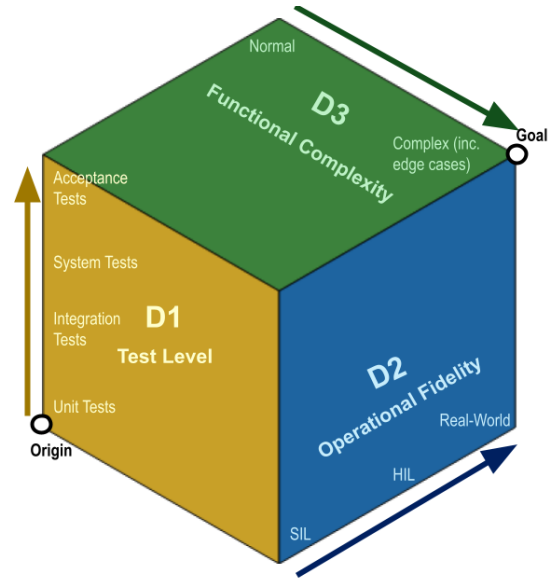 Normal
D3
Functional Complexity
Goal
Complex (inc.
edge cases)
Acceptance
Tests
System Tests
Integration
Tests
D1
Test Level
Unit Tests
Origin
D2
Operational Fidelity
Real-World
HIL
SIL